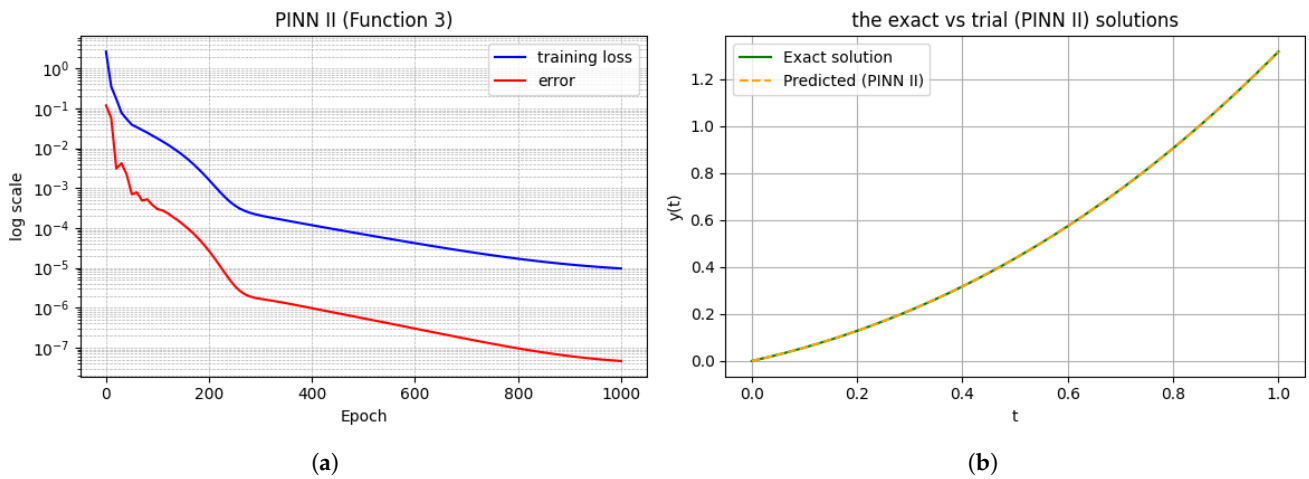 PINN II (Function 3)
training loss
error
log scale
10⁰
10⁻¹
10⁻²
10⁻³
10⁻⁴
10⁻⁵
10⁻⁶
10⁻⁷
0 200 400 600 800 1000
Epoch
(a)
the exact vs trial (PINN II) solutions
Exact solution
Predicted (PINN II)
y(t)
1.2
1.0
0.8
0.6
0.4
0.2
0.0
0.0 0.2 0.4 0.6 0.8 1.0
t
(b)